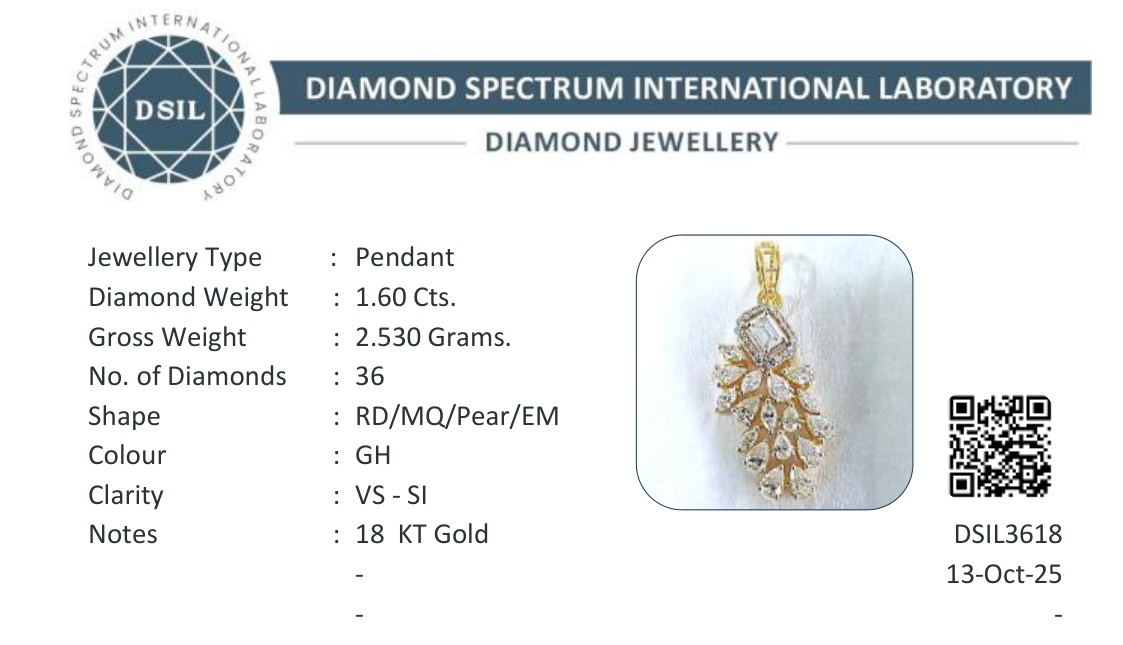 DIAMOND SPECTRUM INTERNATIONAL LABORATORY
DSIL
DIAMOND SPECTRUM INTERNATIONAL LABORATORY
DIAMOND JEWELLERY
Jewellery Type : Pendant
Diamond Weight : 1.60 Cts.
Gross Weight : 2.530 Grams.
No. of Diamonds : 36
Shape : RD/MQ/Pear/EM
Colour : GH
Clarity : VS - SI
Notes : 18 KT Gold
DSIL3618
-
13-Oct-25
-
-